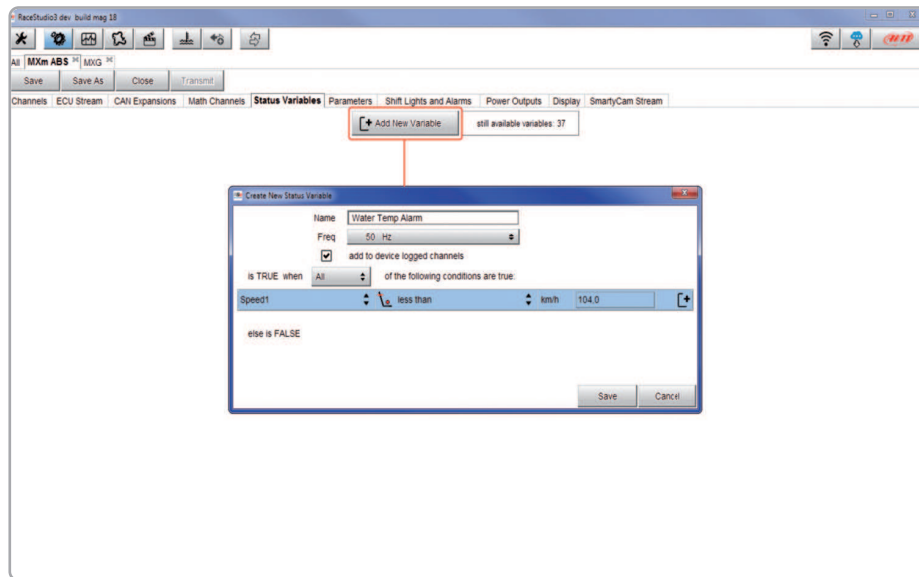 RaceStudio3 dev build mag 18
AiM
All MXm ABS MXG
Save Save As Close Transmit
Channels ECU Stream CAN Expansions Math Channels Status Variables Parameters Shift Lights and Alarms Power Outputs Display SmartyCam Stream
Add New Variable still available variables: 37
Create New Status Variable
Name Water Temp Alarm
Freq 50 Hz
add to device logged channels
is TRUE when All of the following conditions are true:
Speed1 less than km/h 104.0
else is FALSE
Save Cancel